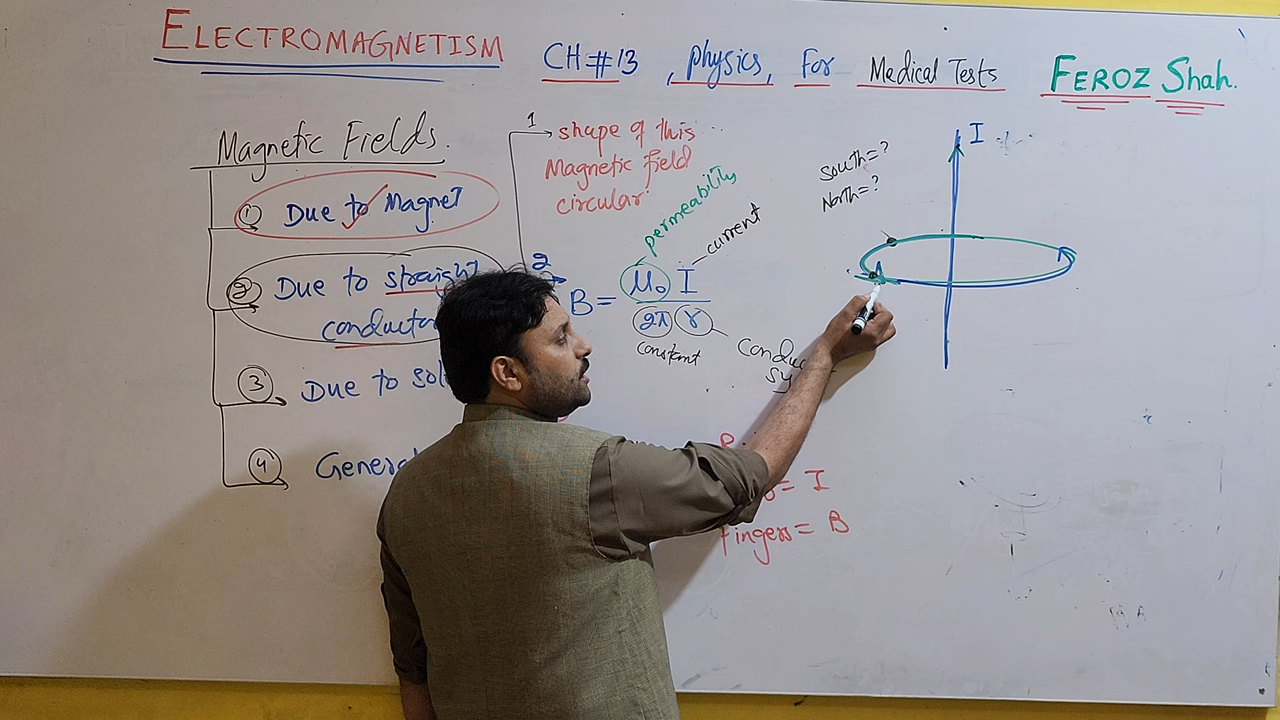 ELECTROMAGNETISM CH#13, physics, For Medical Tests FEROZ Shah.
Magnetic Fields.
① Due to Magnet
② Due to straight
conductor
③ Due to sol
④ General
1 shape of this
Magnetic field
circular
2
B = μ₀ I
2π r
permeability
current
constant
South=?
North=?
I
= I
fingers = B